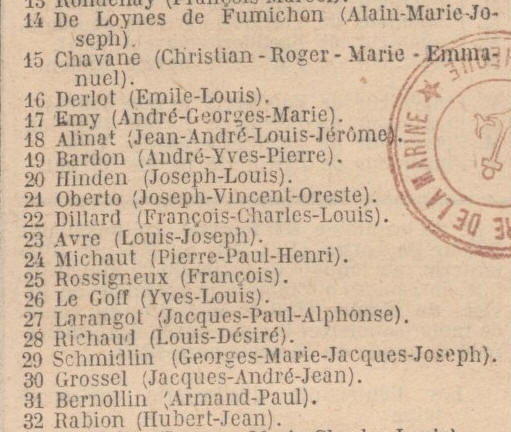 13 Rondenay (François-Marcel).
14 De Loynes de Fumichon (Alain-Marie-Jo-
seph).
15 Chavane (Christian-Roger-Marie-Emma-
nuel).
16 Derlot (Emile-Louis).
17 Emy (André-Georges-Marie).
18 Alinat (Jean-André-Louis-Jérôme).
19 Bardon (André-Yves-Pierre).
20 Hinden (Joseph-Louis).
21 Oberto (Joseph-Vincent-Oreste).
22 Dillard (François-Charles-Louis).
23 Avre (Louis-Joseph).
24 Michaut (Pierre-Paul-Henri).
25 Rossigneux (François).
26 Le Goff (Yves-Louis).
27 Larangot (Jacques-Paul-Alphonse).
28 Richaud (Louis-Désiré).
29 Schmidlin (Georges-Marie-Jacques-Joseph).
30 Grossel (Jacques-André-Jean).
31 Bernollin (Armand-Paul).
32 Rabion (Hubert-Jean).
DE LA MARINE